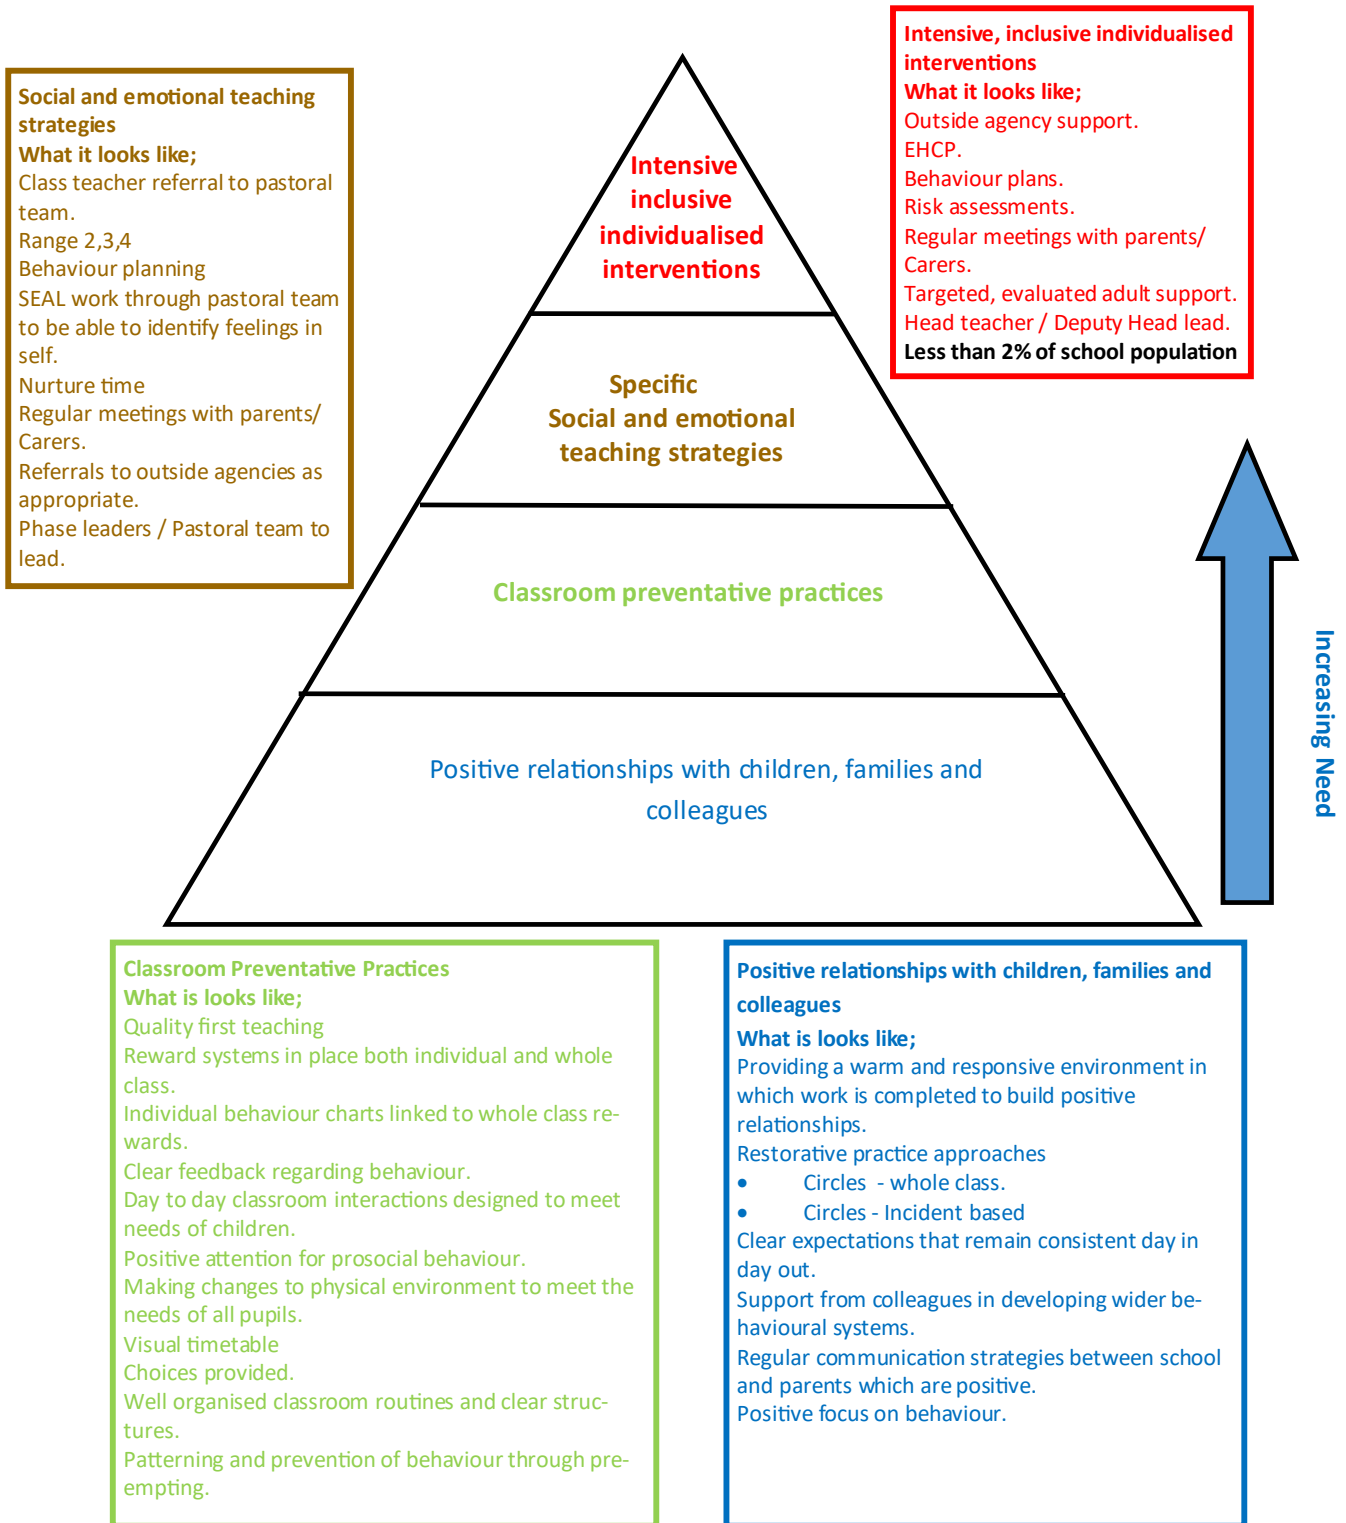 Social and emotional teaching
strategies
What it looks like;
Class teacher referral to pastoral
team.
Range 2,3,4
Behaviour planning
SEAL work through pastoral team
to be able to identify feelings in
self.
Nurture time
Regular meetings with parents/
Carers.
Referrals to outside agencies as
appropriate.
Phase leaders / Pastoral team to
lead.
Intensive, inclusive individualised
interventions
What it looks like;
Outside agency support.
EHCP.
Behaviour plans.
Risk assessments.
Regular meetings with parents/
Carers.
Targeted, evaluated adult support.
Head teacher / Deputy Head lead.
Less than 2% of school population
Intensive
inclusive
individualised
interventions
Specific
Social and emotional
teaching strategies
Classroom preventative practices
Positive relationships with children, families and
colleagues
Increasing Need
Classroom Preventative Practices
What is looks like;
Quality first teaching
Reward systems in place both individual and whole
class.
Individual behaviour charts linked to whole class re-
wards.
Clear feedback regarding behaviour.
Day to day classroom interactions designed to meet
needs of children.
Positive attention for prosocial behaviour.
Making changes to physical environment to meet the
needs of all pupils.
Visual timetable
Choices provided.
Well organised classroom routines and clear struc-
tures.
Patterning and prevention of behaviour through pre-
empting.
Positive relationships with children, families and
colleagues
What is looks like;
Providing a warm and responsive environment in
which work is completed to build positive
relationships.
Restorative practice approaches
• Circles - whole class.
• Circles - Incident based
Clear expectations that remain consistent day in
day out.
Support from colleagues in developing wider be-
havioural systems.
Regular communication strategies between school
and parents which are positive.
Positive focus on behaviour.